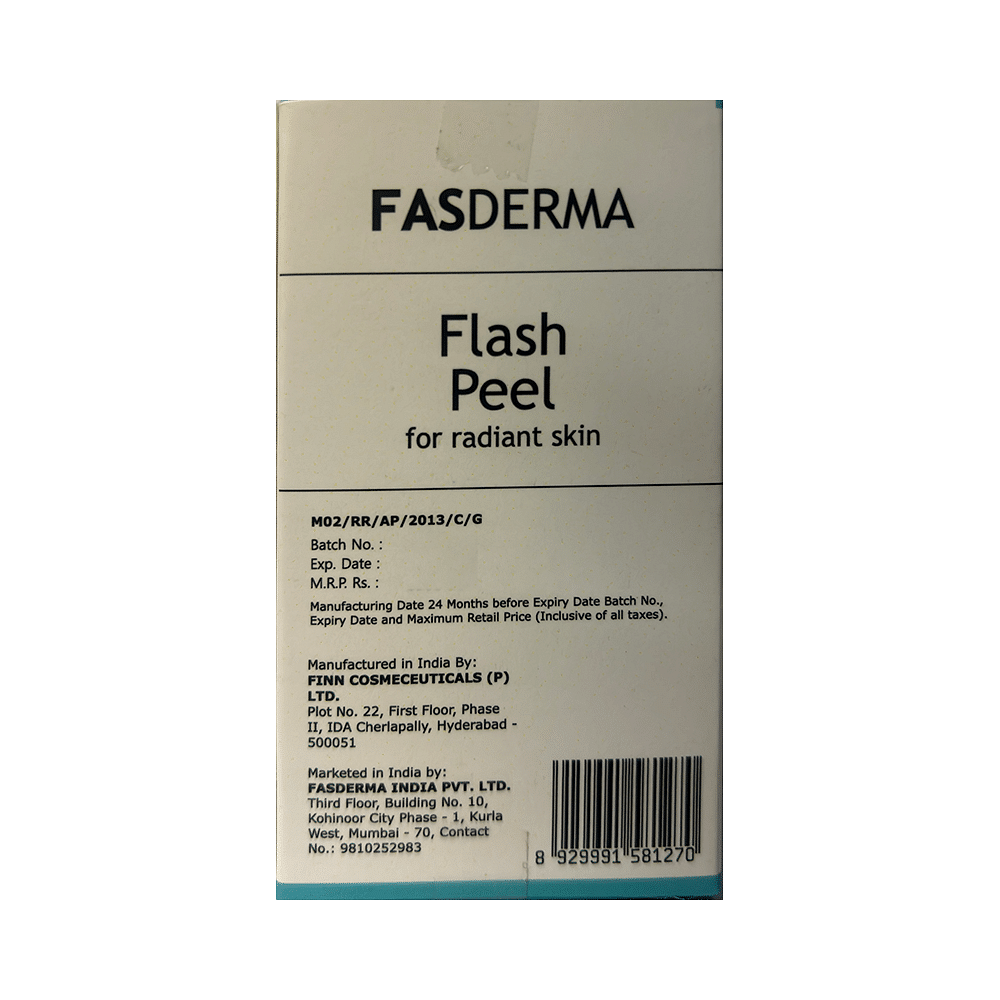 FASDERMA
Flash
Peel
for radiant skin
M02/RR/AP/2013/C/G
Batch No. :
Exp. Date :
M.R.P. Rs. :
Manufacturing Date 24 Months before Expiry Date Batch No.,
Expiry Date and Maximum Retail Price (Inclusive of all taxes).
Manufactured in India By:
FINN COSMECEUTICALS (P)
LTD.
Plot No. 22, First Floor, Phase
II, IDA Cherlapally, Hyderabad -
500051
Marketed in India by:
FASDERMA INDIA PVT. LTD.
Third Floor, Building No. 10,
Kohinoor City Phase - 1, Kurla
West, Mumbai - 70, Contact
No.: 9810252983
8 929991 581270